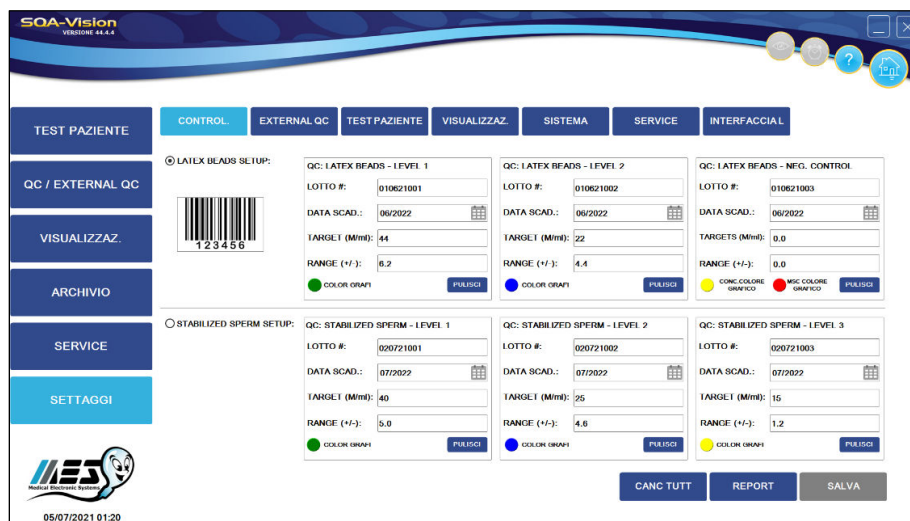 SQA-Vision
VERSIONE 44.4.4
?
TEST PAZIENTE
QC / EXTERNAL QC
VISUALIZZAZ.
ARCHIVIO
SERVICE
SETTAGGI
CONTROL. EXTERNAL QC TEST PAZIENTE VISUALIZZAZ. SISTEMA SERVICE INTERFACCIA L
LATEX BEADS SETUP:
123456
QC: LATEX BEADS - LEVEL 1
LOTTO #: 010621001
DATA SCAD.: 06/2022
TARGET (M/ml): 44
RANGE (+/-): 6.2
COLOR GRAFI PULISCI
QC: LATEX BEADS - LEVEL 2
LOTTO #: 010621002
DATA SCAD.: 06/2022
TARGET (M/ml): 22
RANGE (+/-): 4.4
COLOR GRAFI PULISCI
QC: LATEX BEADS - NEG. CONTROL
LOTTO #: 010621003
DATA SCAD.: 06/2022
TARGETS (M/ml): 0.0
RANGE (+/-): 0.0
CONC.COLORE GRAFICO MSC COLORE GRAFICO PULISCI
STABILIZED SPERM SETUP:
QC: STABILIZED SPERM - LEVEL 1
LOTTO #: 020721001
DATA SCAD.: 07/2022
TARGET (M/ml): 40
RANGE (+/-): 5.0
COLOR GRAFI PULISCI
QC: STABILIZED SPERM - LEVEL 2
LOTTO #: 020721002
DATA SCAD.: 07/2022
TARGET (M/ml): 25
RANGE (+/-): 4.6
COLOR GRAFI PULISCI
QC: STABILIZED SPERM - LEVEL 3
LOTTO #: 020721003
DATA SCAD.: 07/2022
TARGET (M/ml): 15
RANGE (+/-): 1.2
COLOR GRAFI PULISCI
CANC TUTT REPORT SALVA
MES
Medical Electronic Systems
05/07/2021 01:20